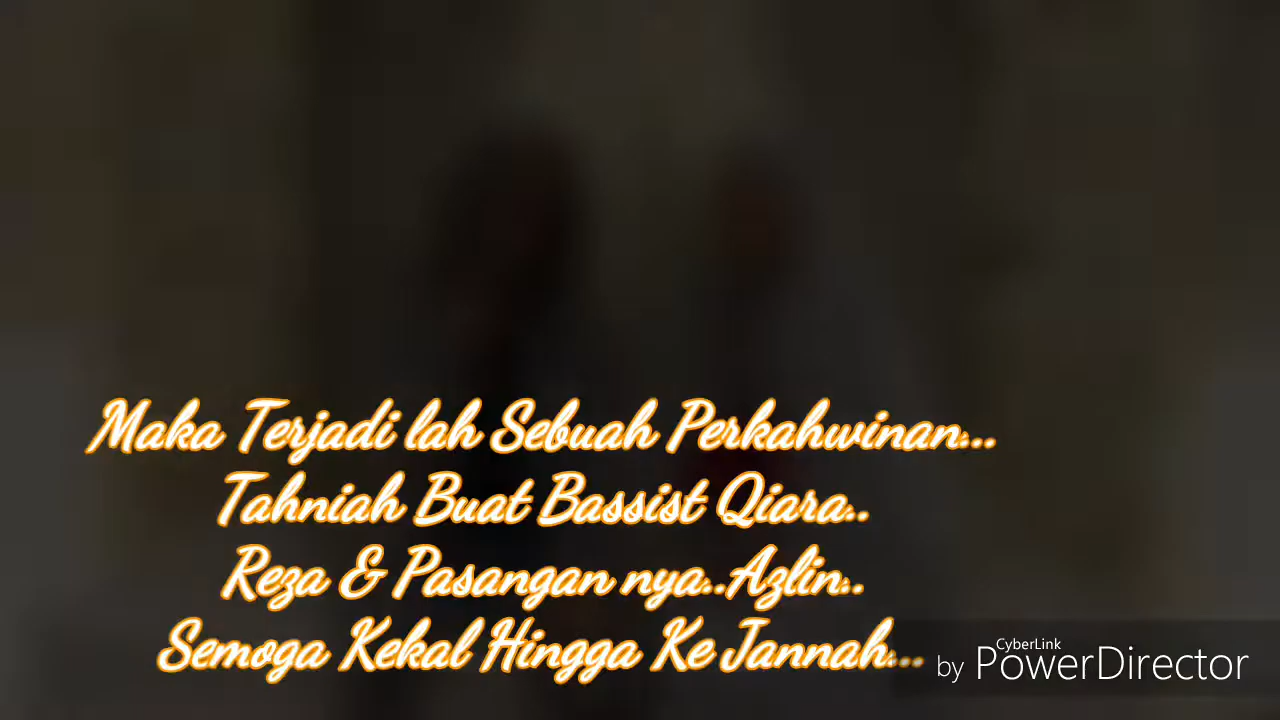 Maka Terjadi lah Sebuah Perkahwinan...
Tahniah Buat Bassist Qiara..
Reza & Pasangan nya..Azlin..
Semoga Kekal Hingga Ke Jannah...
by CyberLink PowerDirector